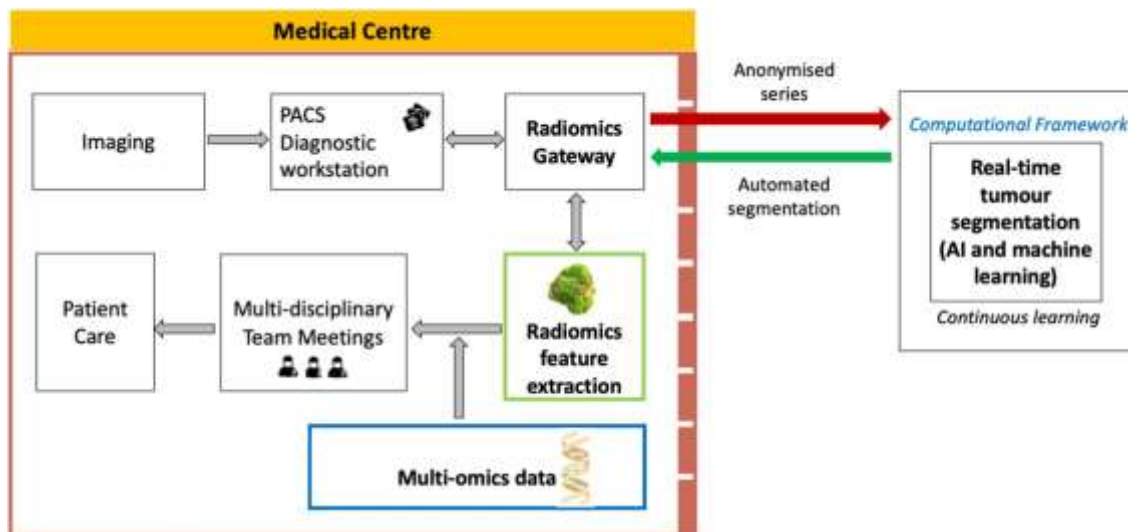 Medical Centre
Imaging
PACS
Diagnostic
workstation
Radiomics
Gateway
Anonymised
series
Automated
segmentation
Computational Framework
Real-time
tumour
segmentation
(AI and machine
learning)
Continuous learning
Patient
Care
Multi-disciplinary
Team Meetings
Radiomics
feature
extraction
Multi-omics data